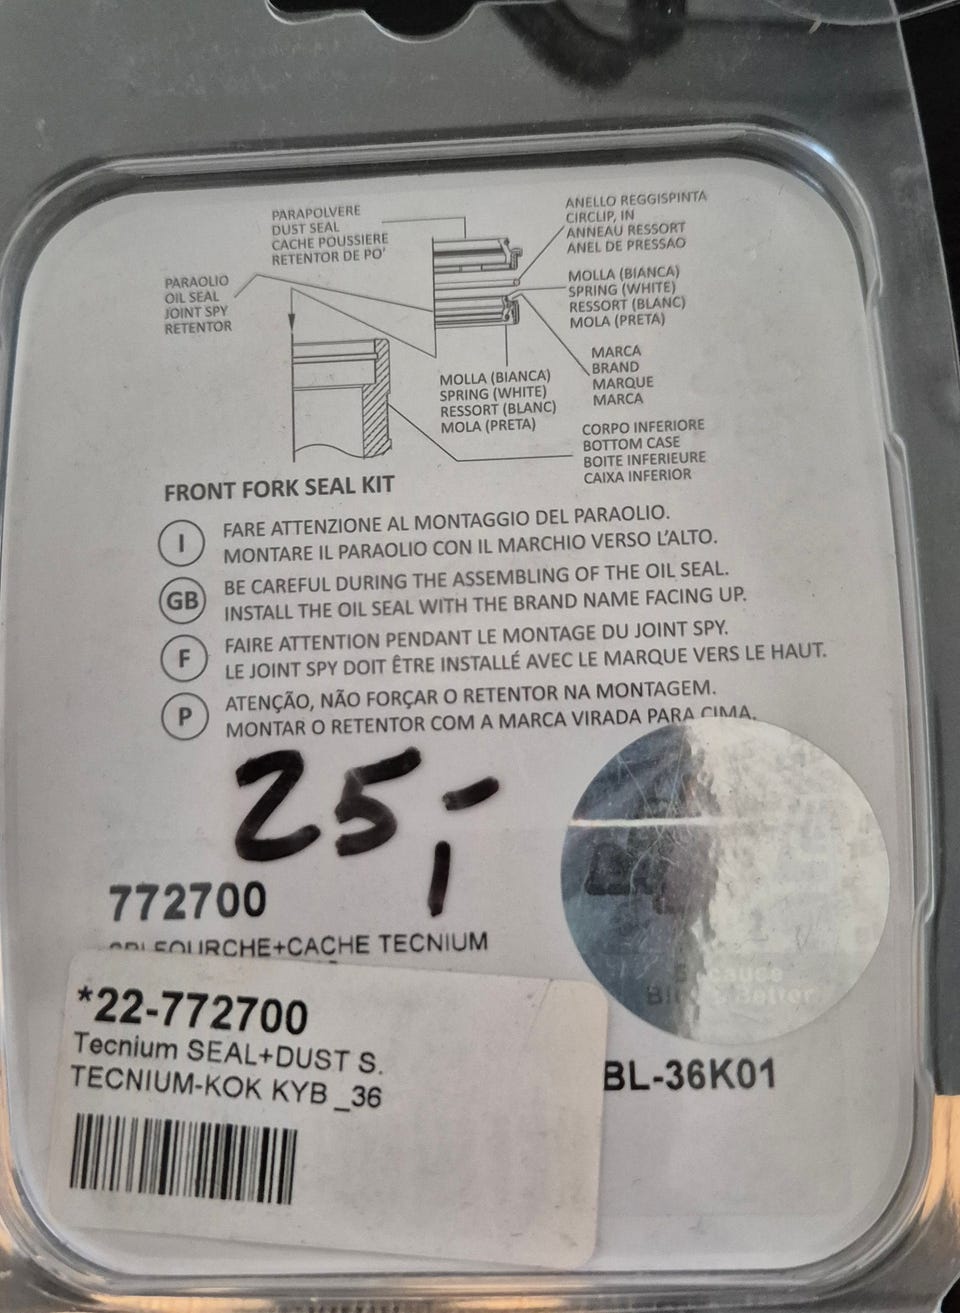 PARAPOLVERE
DUST SEAL
CACHE POUSSIERE
RETENTOR DE PO'
ANELLO REGGISPINTA
CIRCLIP, IN
ANNEAU RESSORT
ANEL DE PRESSAO
PARAOLIO
OIL SEAL
JOINT SPY
RETENTOR
MOLLA (BIANCA)
SPRING (WHITE)
RESSORT (BLANC)
MOLA (PRETA)
MARCA
BRAND
MARQUE
MARCA
MOLLA (BIANCA)
SPRING (WHITE)
RESSORT (BLANC)
MOLA (PRETA)
CORPO INFERIORE
BOTTOM CASE
BOITE INFERIEURE
CAIXA INFERIOR
FRONT FORK SEAL KIT
I
FARE ATTENZIONE AL MONTAGGIO DEL PARAOLIO.
MONTARE IL PARAOLIO CON IL MARCHIO VERSO L'ALTO.
GB
BE CAREFUL DURING THE ASSEMBLING OF THE OIL SEAL.
INSTALL THE OIL SEAL WITH THE BRAND NAME FACING UP.
F
FAIRE ATTENTION PENDANT LE MONTAGE DU JOINT SPY.
LE JOINT SPY DOIT ÊTRE INSTALLÉ AVEC LE MARQUE VERS LE HAUT.
P
ATENÇÃO, NÃO FORÇAR O RETENTOR NA MONTAGEM.
MONTAR O RETENTOR COM A MARCA VIRADA PARA CIMA.
25,-
772700
FOURCHE+CACHE TECNIUM
*22-772700
Tecnium SEAL+DUST S.
TECNIUM-KOK KYB _36
BL-36K01